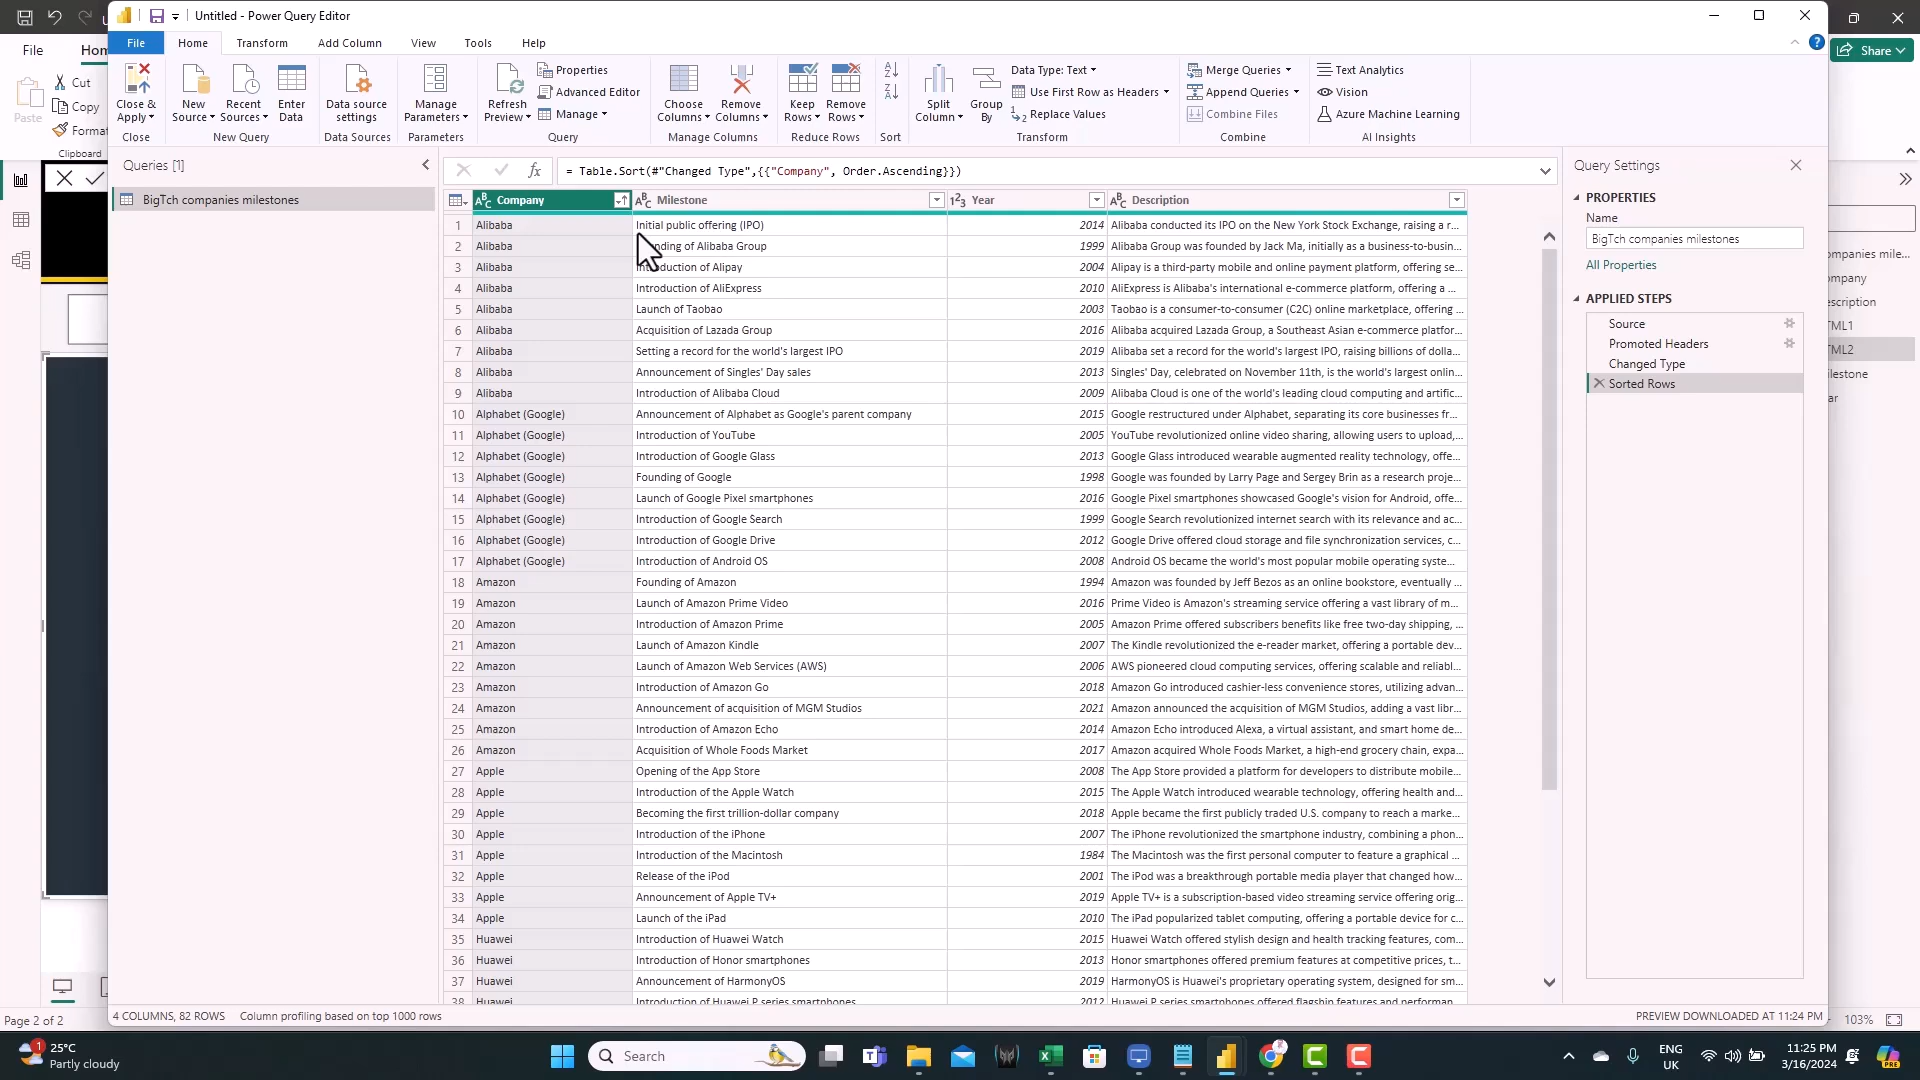 Untitled - Power Query Editor
File
Home
Transform
Add Column
View
Tools
Help
File
Share
Paste
Cut
Copy
Clipboard
Close &
Apply
Close
New
Source
Recent
Sources
Enter
Data
New Query
Data source
settings
Data Sources
Manage
Parameters
Parameters
Refresh
Preview
Properties
Advanced Editor
Manage
Query
Choose
Columns
Remove
Columns
Manage Columns
Keep
Rows
Remove
Rows
Reduce Rows
Sort
Split
Column
Group
By
Data Type: Text
Use First Row as Headers
Replace Values
Transform
Merge Queries
Append Queries
Combine Files
Combine
Text Analytics
Vision
Azure Machine Learning
AI Insights
Queries [1]
BigTch companies milestones
= Table.Sort(#"Changed Type",{{"Company", Order.Ascending}})
Company Milestone Year Description
1 Alibaba Initial public offering (IPO) 2014 Alibaba conducted its IPO on the New York Stock Exchange, raising a r...
2 Alibaba of Alibaba Group 1999 Alibaba Group was founded by Jack Ma, initially as a business-to-busin...
3 Alibaba Introduction of Alipay 2004 Alipay is a third-party mobile and online payment platform, offering se...
4 Alibaba Introduction of AliExpress 2010 AliExpress is Alibaba's international e-commerce platform, offering a ...
5 Alibaba Launch of Taobao 2003 Taobao is a consumer-to-consumer (C2C) online marketplace, offering ...
6 Alibaba Acquisition of Lazada Group 2016 Alibaba acquired Lazada Group, a Southeast Asian e-commerce platfor...
7 Alibaba Setting a record for the world's largest IPO 2019 Alibaba set a record for the world's largest IPO, raising billions of dolla...
8 Alibaba Announcement of Singles' Day sales 2013 Singles' Day, celebrated on November 11th, is the world's largest onlin...
9 Alibaba Introduction of Alibaba Cloud 2009 Alibaba Cloud is one of the world's leading cloud computing and artific...
10 Alphabet (Google) Announcement of Alphabet as Google's parent company 2015 Google restructured under Alphabet, separating its core businesses fr...
11 Alphabet (Google) Introduction of YouTube 2005 YouTube revolutionized online video sharing, allowing users to upload,...
12 Alphabet (Google) Introduction of Google Glass 2013 Google Glass introduced wearable augmented reality technology, offe...
13 Alphabet (Google) Founding of Google 1998 Google was founded by Larry Page and Sergey Brin as a research proje...
14 Alphabet (Google) Launch of Google Pixel smartphones 2016 Google Pixel smartphones showcased Google's vision for Android, offe...
15 Alphabet (Google) Introduction of Google Search 1999 Google Search revolutionized internet search with its relevance and ac...
16 Alphabet (Google) Introduction of Google Drive 2012 Google Drive offered cloud storage and file synchronization services, c...
17 Alphabet (Google) Introduction of Android OS 2008 Android OS became the world's most popular mobile operating syste...
18 Amazon Founding of Amazon 1994 Amazon was founded by Jeff Bezos as an online bookstore, eventually ...
19 Amazon Launch of Amazon Prime Video 2016 Prime Video is Amazon's streaming service offering a vast library of m...
20 Amazon Introduction of Amazon Prime 2005 Amazon Prime offered subscribers benefits like free two-day shipping, ...
21 Amazon Launch of Amazon Kindle 2007 The Kindle revolutionized the e-reader market, offering a portable dev...
22 Amazon Launch of Amazon Web Services (AWS) 2006 AWS pioneered cloud computing services, offering scalable and reliabl...
23 Amazon Introduction of Amazon Go 2018 Amazon Go introduced cashier-less convenience stores, utilizing advan...
24 Amazon Announcement of acquisition of MGM Studios 2021 Amazon announced the acquisition of MGM Studios, adding a vast libr...
25 Amazon Introduction of Amazon Echo 2014 Amazon Echo introduced Alexa, a virtual assistant, and smart home de...
26 Amazon Acquisition of Whole Foods Market 2017 Amazon acquired Whole Foods Market, a high-end grocery chain, expa...
27 Apple Opening of the App Store 2008 The App Store provided a platform for developers to distribute mobile...
28 Apple Introduction of the Apple Watch 2015 The Apple Watch introduced wearable technology, offering health and...
29 Apple Becoming the first trillion-dollar company 2018 Apple became the first publicly traded U.S. company to reach a marke...
30 Apple Introduction of the iPhone 2007 The iPhone revolutionized the smartphone industry, combining a phon...
31 Apple Introduction of the Macintosh 1984 The Macintosh was the first personal computer to feature a graphical ...
32 Apple Release of the iPod 2001 The iPod was a breakthrough portable media player that changed how...
33 Apple Announcement of Apple TV+ 2019 Apple TV+ is a subscription-based video streaming service offering orig...
34 Apple Launch of the iPad 2010 The iPad popularized tablet computing, offering a portable device for c...
35 Huawei Introduction of Huawei Watch 2015 Huawei Watch offered stylish design and health tracking features, com...
36 Huawei Introduction of Honor smartphones 2013 Honor smartphones offered premium features at competitive prices, t...
37 Huawei Announcement of HarmonyOS 2019 HarmonyOS is Huawei's proprietary operating system, designed for sm...
38 Huawei Introduction of Huawei P series smartphones 2012 Huawei P series smartphones offered flagship features and performan
Query Settings
PROPERTIES
Name
BigTch companies milestones
All Properties
APPLIED STEPS
Source
Promoted Headers
Changed Type
Sorted Rows
4 COLUMNS, 82 ROWS Column profiling based on top 1000 rows
PREVIEW DOWNLOADED AT 11:24 PM
Page 2 of 2
103%
25°C
Partly cloudy
Search
ENG
UK
11:25 PM
3/16/2024